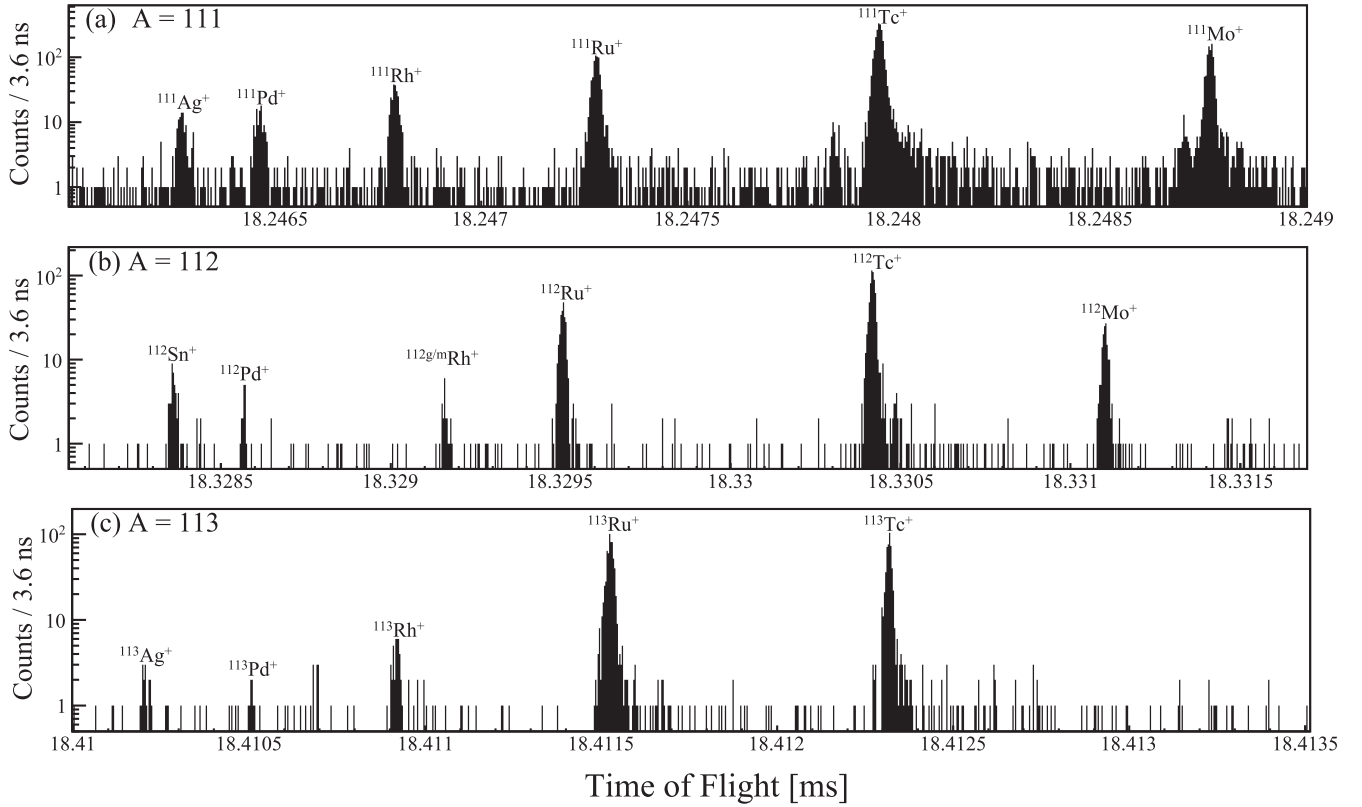 (a) A = 111
Counts / 3.6 ns
10²
10
1
¹¹¹Ag⁺
¹¹¹Pd⁺
¹¹¹Rh⁺
¹¹¹Ru⁺
¹¹¹Tc⁺
¹¹¹Mo⁺
18.2465 18.247 18.2475 18.248 18.2485 18.249
(b) A = 112
Counts / 3.6 ns
10²
10
1
¹¹²Sn⁺
¹¹²Pd⁺
¹¹²ᵍ/ᵐRh⁺
¹¹²Ru⁺
¹¹²Tc⁺
¹¹²Mo⁺
18.3285 18.329 18.3295 18.33 18.3305 18.331 18.3315
(c) A = 113
Counts / 3.6 ns
10²
10
1
¹¹³Ag⁺
¹¹³Pd⁺
¹¹³Rh⁺
¹¹³Ru⁺
¹¹³Tc⁺
18.41 18.4105 18.411 18.4115 18.412 18.4125 18.413 18.4135
Time of Flight [ms]